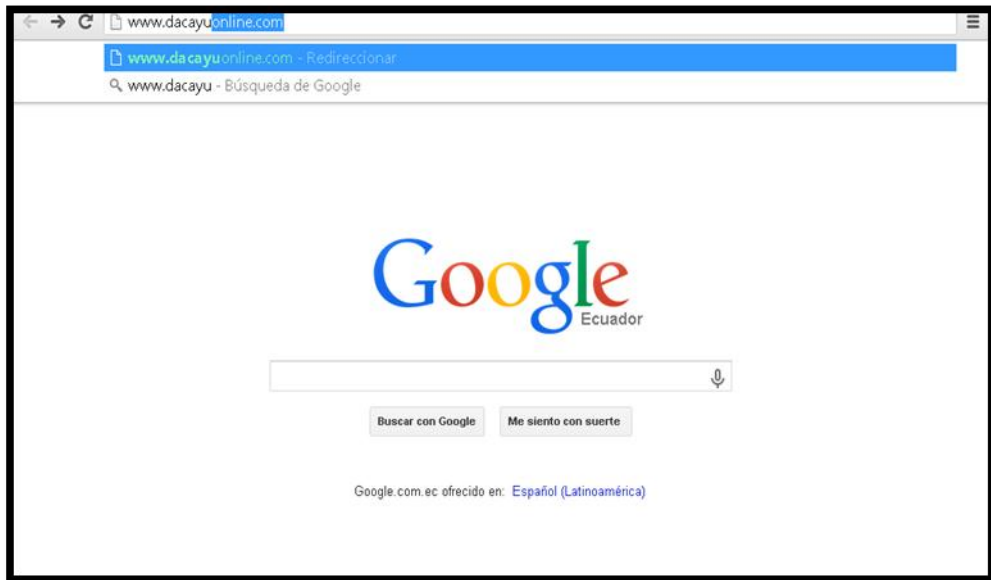 www.dacayuonline.com
www.dacayuonline.com - Redireccionar
www.dacayu - Búsqueda de Google
Google
Ecuador
Buscar con Google Me siento con suerte
Google.com.ec ofrecido en: Español (Latinoamérica)